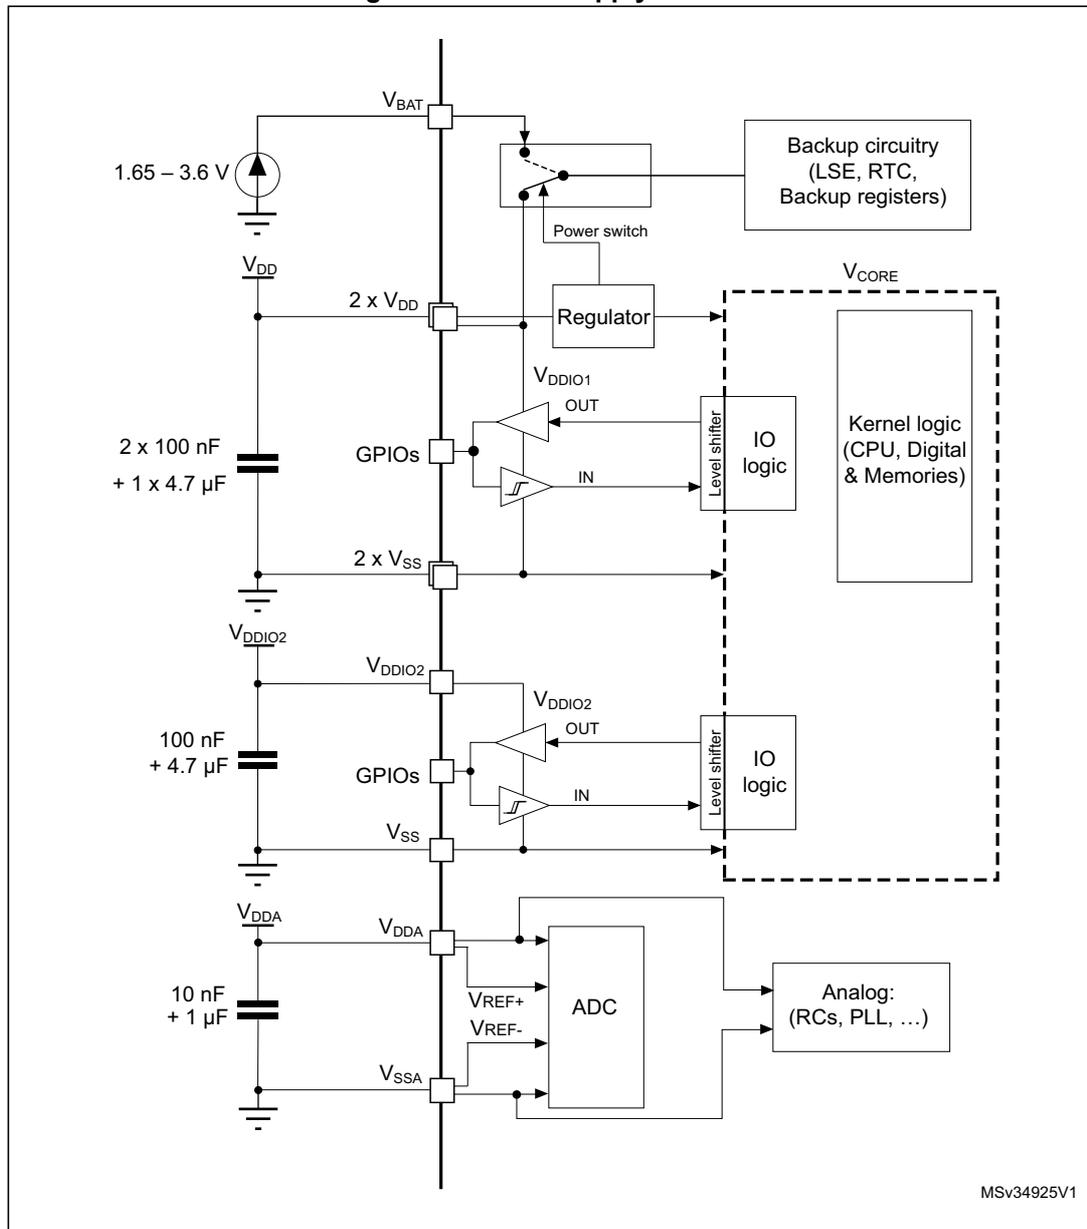 VBAT
1.65 – 3.6 V
Backup circuitry
(LSE, RTC,
Backup registers)
Power switch
VDD
2 x VDD
Regulator
VCORE
VDDIO1
OUT
GPIOs
IN
Level shifter
IO
logic
Kernel logic
(CPU, Digital
& Memories)
2 x 100 nF
+ 1 x 4.7 µF
2 x VSS
VDDIO2
VDDIO2
VDDIO2
OUT
GPIOs
IN
Level shifter
IO
logic
100 nF
+ 4.7 µF
VSS
VDDA
VDDA
VREF+
VREF-
ADC
10 nF
+ 1 µF
Analog:
(RCs, PLL, …)
VSSA
MSv34925V1